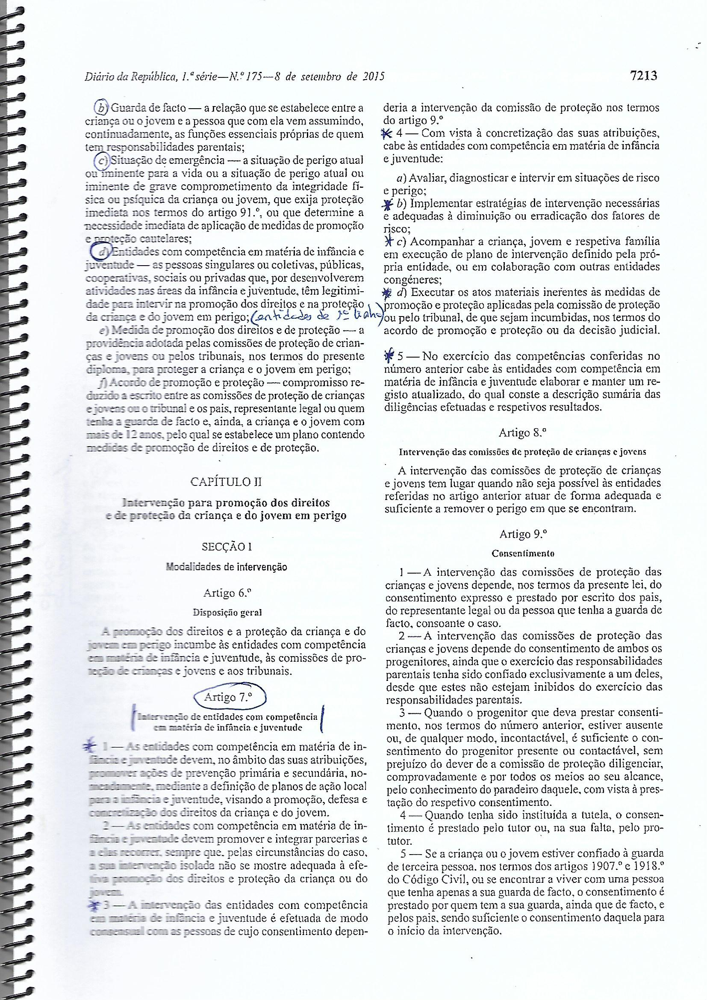 Diário da República, 1.ª série—N.º 175—8 de setembro de 2015
7213
b) Guarda de facto — a relação que se estabelece entre a
criança ou o jovem e a pessoa que com ela vem assumindo,
continuadamente, as funções essenciais próprias de quem
tem responsabilidades parentais;
c) Situação de emergência — a situação de perigo atual
ou iminente para a vida ou a situação de perigo atual ou
iminente de grave comprometimento da integridade fí-
sica ou psíquica da criança ou jovem, que exija proteção
imediata nos termos do artigo 91.º, ou que determine a
necessidade imediata de aplicação de medidas de promoção
e proteção cautelares;
d) Entidades com competência em matéria de infância e
juventude — as pessoas singulares ou coletivas, públicas,
cooperativas, sociais ou privadas que, por desenvolverem
atividades nas áreas da infância e juventude, têm legitimi-
dade para intervir na promoção dos direitos e na proteção
da criança e do jovem em perigo; (entidades de 1ª linha)
e) Medida de promoção dos direitos e de proteção — a
providência adotada pelas comissões de proteção de crian-
ças e jovens ou pelos tribunais, nos termos do presente
diploma, para proteger a criança e o jovem em perigo;
f) Acordo de promoção e proteção — compromisso re-
duzido a escrito entre as comissões de proteção de crianças
e jovens ou o tribunal e os pais, representante legal ou quem
tenha a guarda de facto e, ainda, a criança e o jovem com
mais de 12 anos, pelo qual se estabelece um plano contendo
medidas de promoção de direitos e de proteção.
CAPÍTULO II
Intervenção para promoção dos direitos
e de proteção da criança e do jovem em perigo
SECÇÃO I
Modalidades de intervenção
Artigo 6.º
Disposição geral
A promoção dos direitos e a proteção da criança e do
jovem em perigo incumbe às entidades com competência
em matéria de infância e juventude, às comissões de pro-
teção de crianças e jovens e aos tribunais.
Artigo 7.º
Intervenção de entidades com competência
em matéria de infância e juventude
1 — As entidades com competência em matéria de in-
fância e juventude devem, no âmbito das suas atribuições,
promover ações de prevenção primária e secundária, no-
meadamente, mediante a definição de planos de ação local
para a infância e juventude, visando a promoção, defesa e
concretização dos direitos da criança e do jovem.
2 — As entidades com competência em matéria de in-
fância e juventude devem promover e integrar parcerias e
a elas recorrer, sempre que, pelas circunstâncias do caso,
a sua intervenção isolada não se mostre adequada à efe-
tiva promoção dos direitos e proteção da criança ou do
jovem.
3 — A intervenção das entidades com competência
em matéria de infância e juventude é efetuada de modo
consensual com as pessoas de cujo consentimento depen-
deria a intervenção da comissão de proteção nos termos
do artigo 9.º
4 — Com vista à concretização das suas atribuições,
cabe às entidades com competência em matéria de infância
e juventude:
a) Avaliar, diagnosticar e intervir em situações de risco
e perigo;
b) Implementar estratégias de intervenção necessárias
e adequadas à diminuição ou erradicação dos fatores de
risco;
c) Acompanhar a criança, jovem e respetiva família
em execução de plano de intervenção definido pela pró-
pria entidade, ou em colaboração com outras entidades
congéneres;
d) Executar os atos materiais inerentes às medidas de
promoção e proteção aplicadas pela comissão de proteção
ou pelo tribunal, de que sejam incumbidas, nos termos do
acordo de promoção e proteção ou da decisão judicial.
5 — No exercício das competências conferidas no
número anterior cabe às entidades com competência em
matéria de infância e juventude elaborar e manter um re-
gisto atualizado, do qual conste a descrição sumária das
diligências efetuadas e respetivos resultados.
Artigo 8.º
Intervenção das comissões de proteção de crianças e jovens
A intervenção das comissões de proteção de crianças
e jovens tem lugar quando não seja possível às entidades
referidas no artigo anterior atuar de forma adequada e
suficiente a remover o perigo em que se encontram.
Artigo 9.º
Consentimento
1 — A intervenção das comissões de proteção das
crianças e jovens depende, nos termos da presente lei, do
consentimento expresso e prestado por escrito dos pais,
do representante legal ou da pessoa que tenha a guarda de
facto, consoante o caso.
2 — A intervenção das comissões de proteção das
crianças e jovens depende do consentimento de ambos os
progenitores, ainda que o exercício das responsabilidades
parentais tenha sido confiado exclusivamente a um deles,
desde que estes não estejam inibidos do exercício das
responsabilidades parentais.
3 — Quando o progenitor que deva prestar consenti-
mento, nos termos do número anterior, estiver ausente
ou, de qualquer modo, incontactável, é suficiente o con-
sentimento do progenitor presente ou contactável, sem
prejuízo do dever de a comissão de proteção diligenciar,
comprovadamente e por todos os meios ao seu alcance,
pelo conhecimento do paradeiro daquele, com vista à pres-
tação do respetivo consentimento.
4 — Quando tenha sido instituída a tutela, o consen-
timento é prestado pelo tutor ou, na sua falta, pelo pro-
tutor.
5 — Se a criança ou o jovem estiver confiado à guarda
de terceira pessoa, nos termos dos artigos 1907.º e 1918.º
do Código Civil, ou se encontrar a viver com uma pessoa
que tenha apenas a sua guarda de facto, o consentimento é
prestado por quem tem a sua guarda, ainda que de facto, e
pelos pais, sendo suficiente o consentimento daquela para
o início da intervenção.